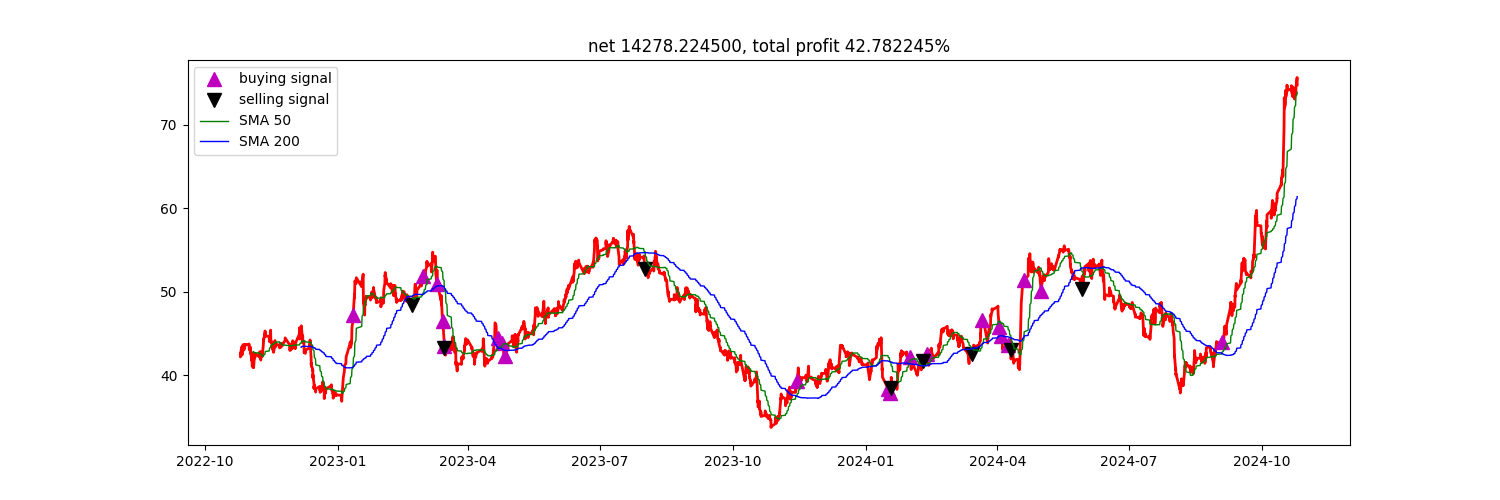 net 14278.224500, total profit 42.782245%
buying signal
selling signal
SMA 50
SMA 200
70
60
50
40
2022-10 2023-01 2023-04 2023-07 2023-10 2024-01 2024-04 2024-07 2024-10